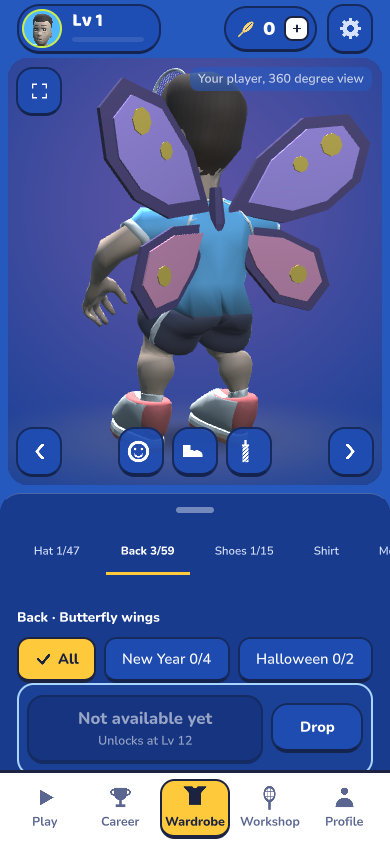 Lv 1
0
+
Your player, 360 degree view
Hat 1/47
Back 3/59
Shoes 1/15
Shirt
Back · Butterfly wings
All
New Year 0/4
Halloween 0/2
Not available yet
Unlocks at Lv 12
Drop
Play
Career
Wardrobe
Workshop
Profile